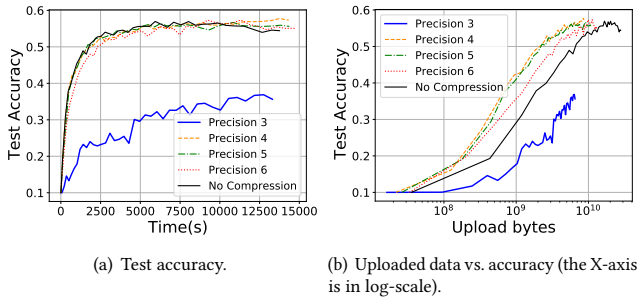 0.6
0.5
0.4
0.3
0.2
0.1
Test Accuracy
Precision 3
Precision 4
Precision 5
Precision 6
No Compression
0 2500 5000 7500 10000 12500 15000
Time(s)
(a) Test accuracy.
0.6
0.5
0.4
0.3
0.2
0.1
Test Accuracy
Precision 3
Precision 4
Precision 5
Precision 6
No Compression
10⁸ 10⁹ 10¹⁰
Upload bytes
(b) Uploaded data vs. accuracy (the X-axis
is in log-scale).